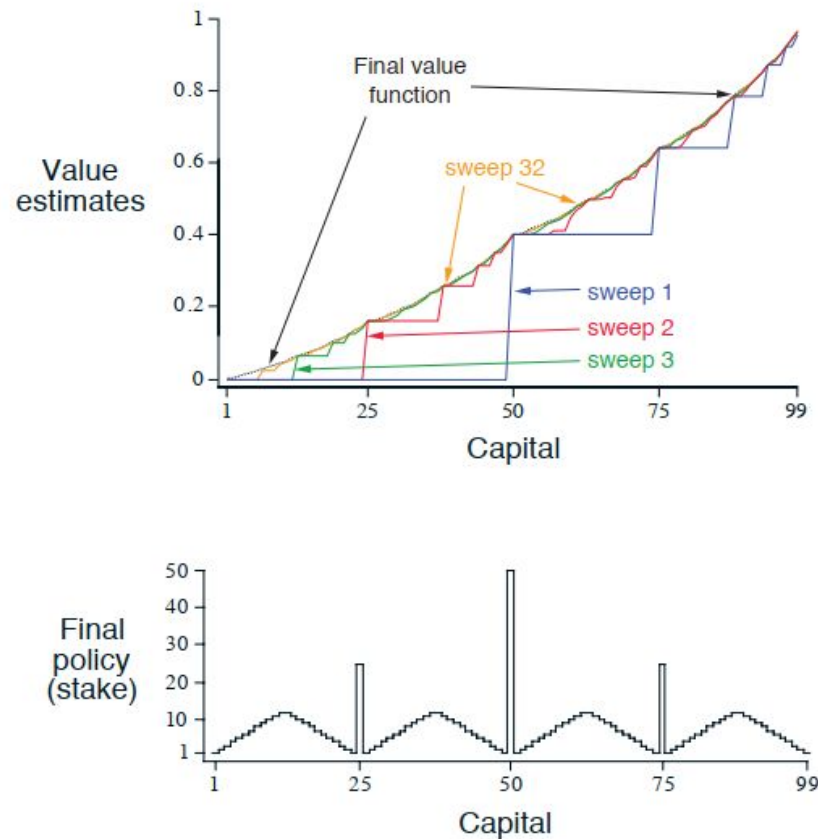 1
Final value
function
0.8
Value
estimates
0.6
sweep 32
0.4
sweep 1
0.2
sweep 2
sweep 3
0
1 25 50 75 99
Capital
50
40
Final
policy
(stake)
30
20
10
1
1 25 50 75 99
Capital